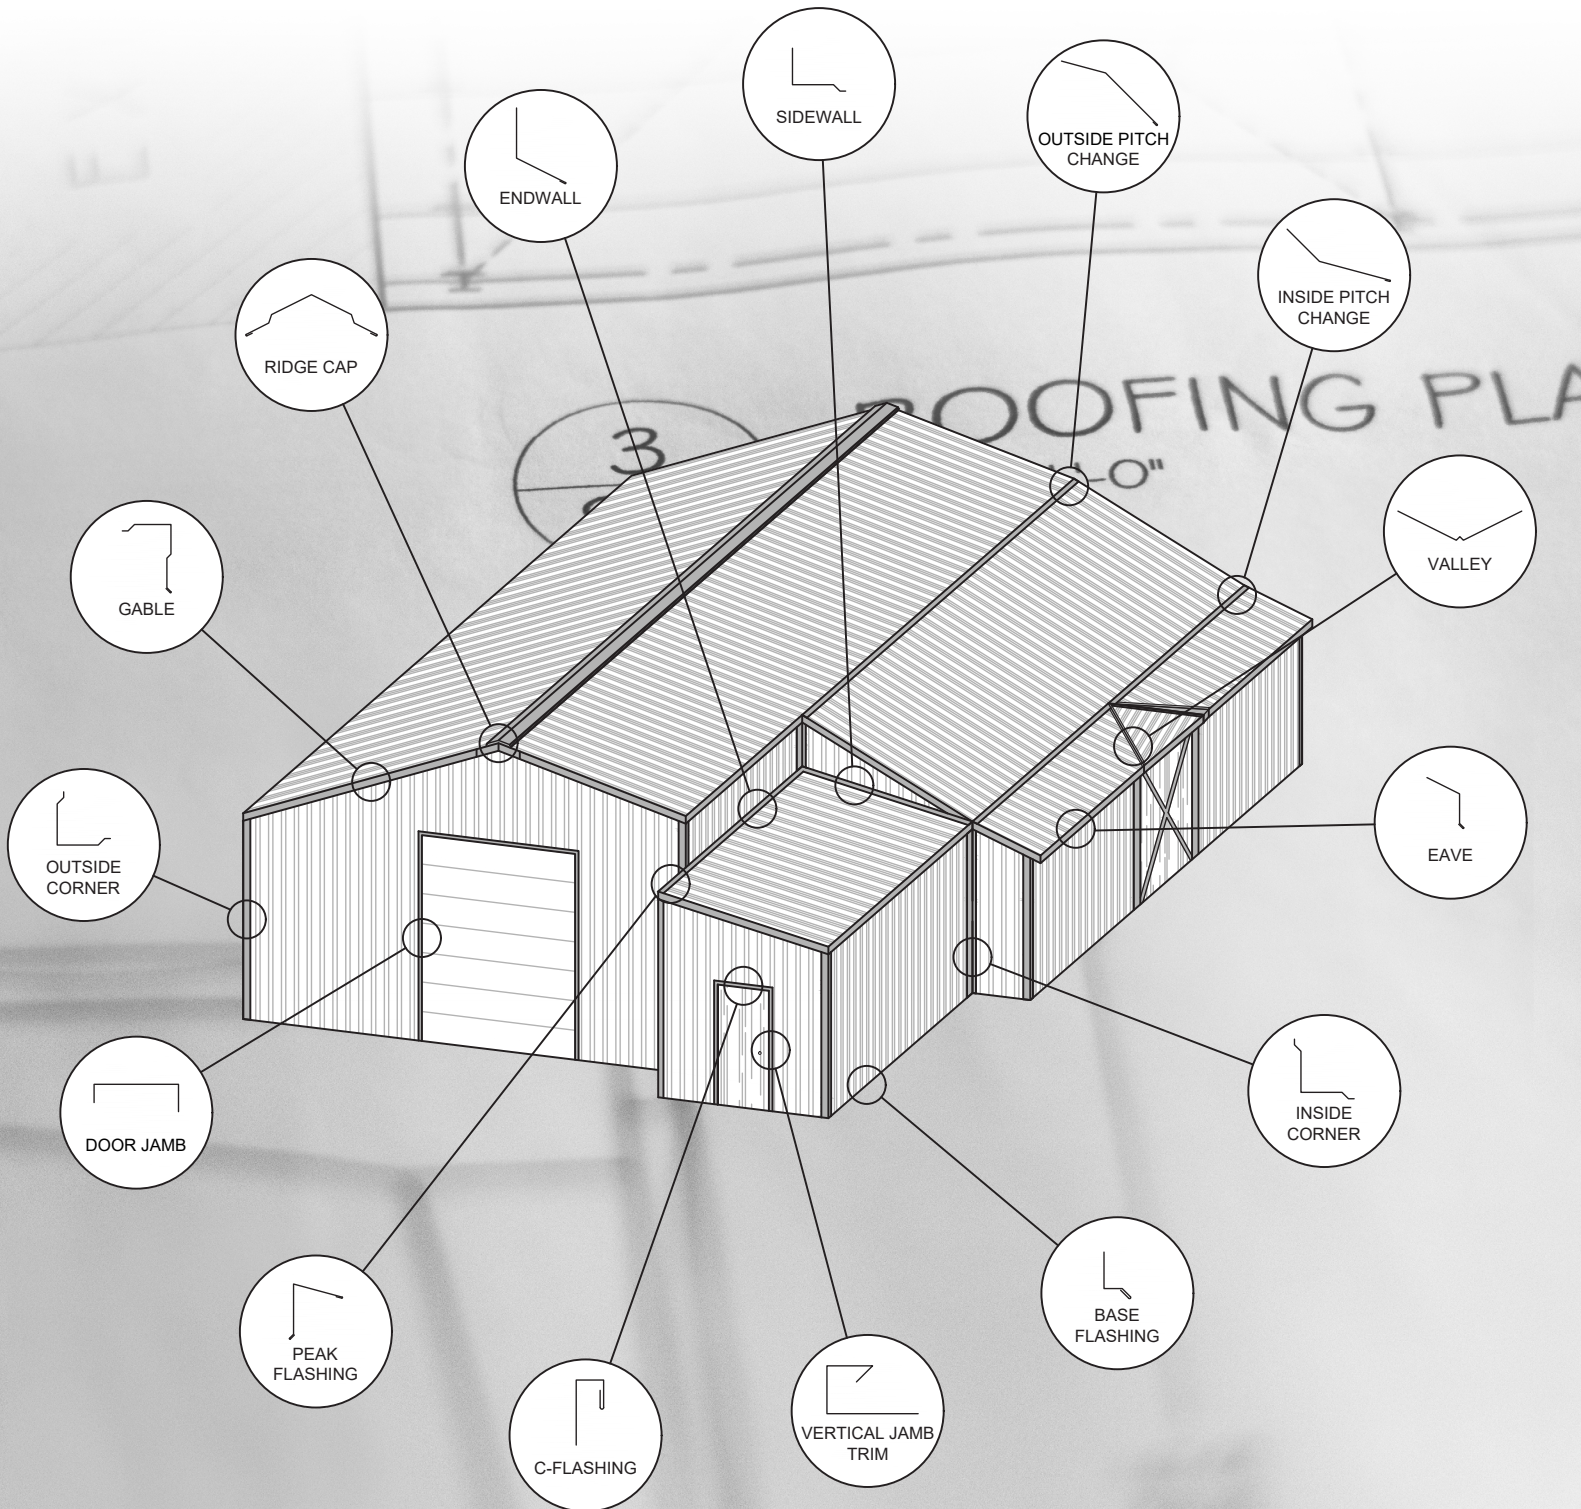 SIDEWALL
OUTSIDE PITCH
CHANGE
ENDWALL
INSIDE PITCH
CHANGE
RIDGE CAP
3
ROOFING PLA
-0"
VALLEY
GABLE
OUTSIDE
CORNER
EAVE
DOOR JAMB
INSIDE
CORNER
BASE
FLASHING
PEAK
FLASHING
VERTICAL JAMB
TRIM
C-FLASHING